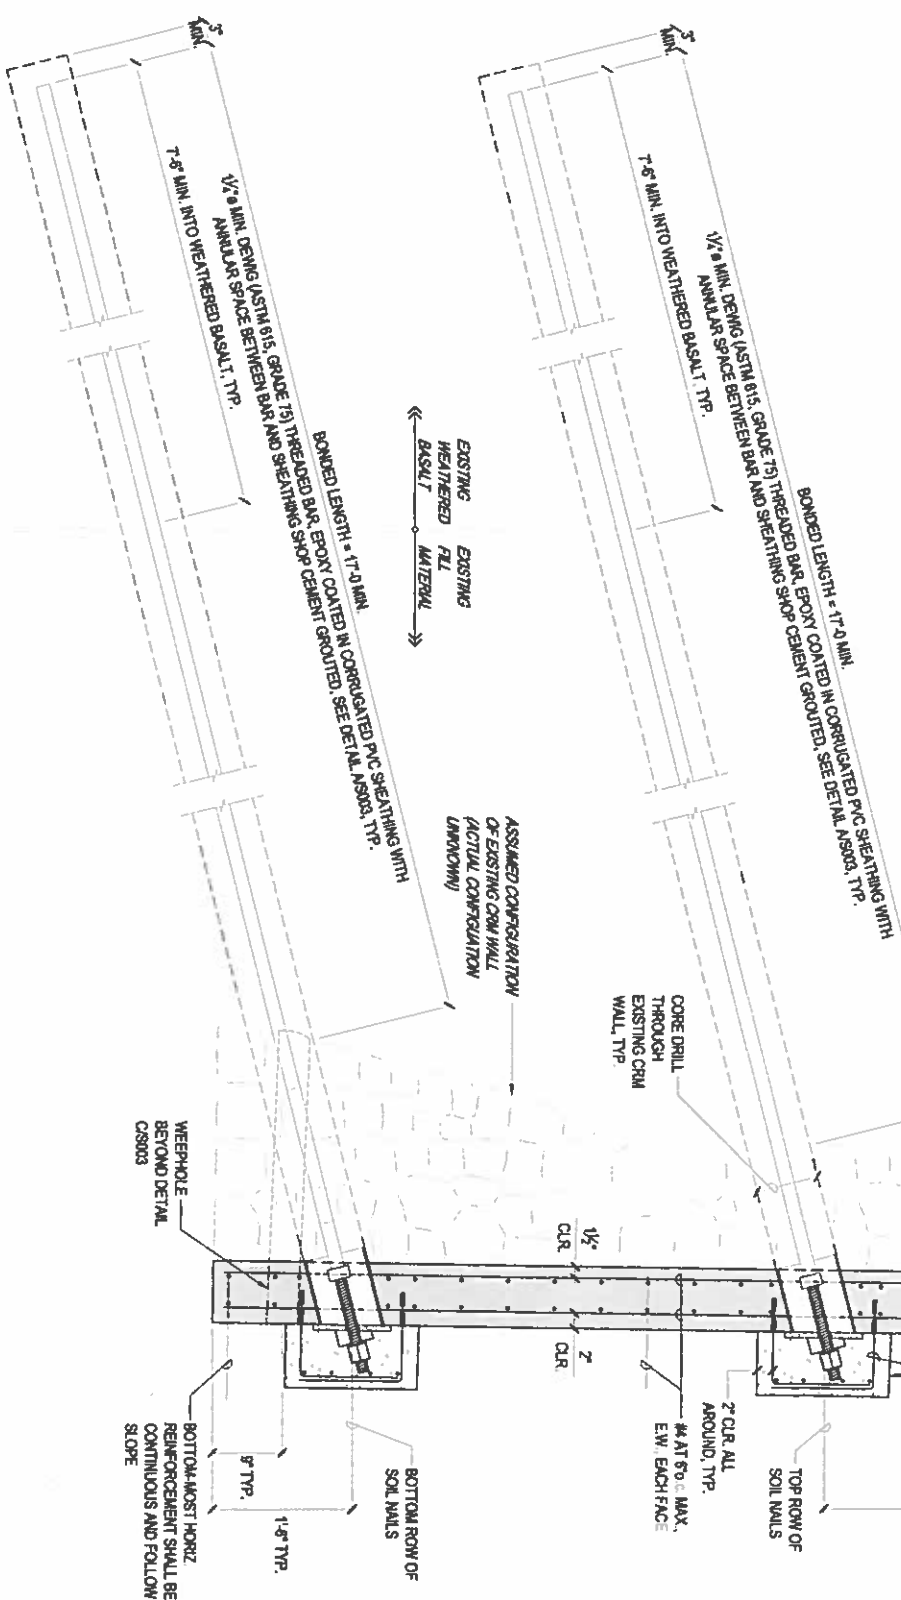 3"
MIN.
BONDED LENGTH = 17'-0 MIN.
1¼"ø MIN. DEWIG (ASTM 615, GRADE 75) THREADED BAR, EPOXY COATED IN CORRUGATED PVC SHEATHING WITH
ANNULAR SPACE BETWEEN BAR AND SHEATHING SHOP CEMENT GROUTED, SEE DETAIL A/S003, TYP.
7'-6" MIN. INTO WEATHERED BASALT, TYP.
CORE DRILL
THROUGH
EXISTING CRM
WALL, TYP.
TOP ROW OF
SOIL NAILS
2" CLR. ALL
AROUND, TYP.
#4 AT 6"o.c. MAX.,
E.W., EACH FACE
EXISTING
WEATHERED
BASALT
EXISTING
FILL
MATERIAL
ASSUMED CONFIGURATION
OF EXISTING CRM WALL
(ACTUAL CONFIGUATION
UNKNOWN)
1½"
CLR.
2"
CLR
3"
MIN.
BONDED LENGTH = 17'-0 MIN.
1¼"ø MIN. DEWIG (ASTM 615, GRADE 75) THREADED BAR, EPOXY COATED IN CORRUGATED PVC SHEATHING WITH
ANNULAR SPACE BETWEEN BAR AND SHEATHING SHOP CEMENT GROUTED, SEE DETAIL A/S003, TYP.
7'-6" MIN. INTO WEATHERED BASALT, TYP.
BOTTOM ROW OF
SOIL NAILS
1'-6" TYP.
9" TYP.
WEEPHOLE
BEYOND DETAIL
C/S003
BOTTOM-MOST HORIZ.
REINFORCEMENT SHALL BE
CONTINUOUS AND FOLLOW
SLOPE